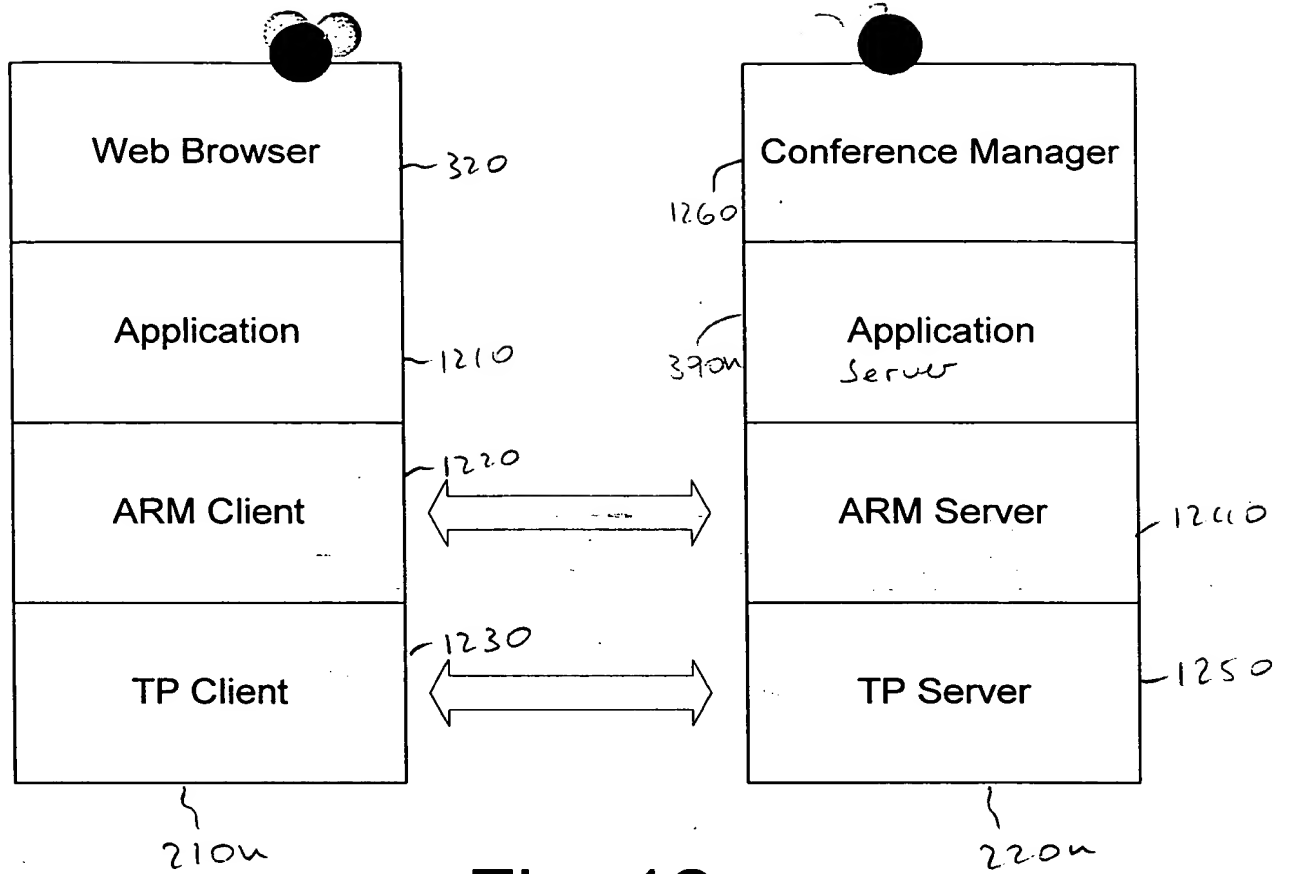 Web Browser
320
Conference Manager
1260
Application
1210
Application
Server
390n
ARM Client
1220
ARM Server
1240
TP Client
1230
TP Server
1250
210n
220n